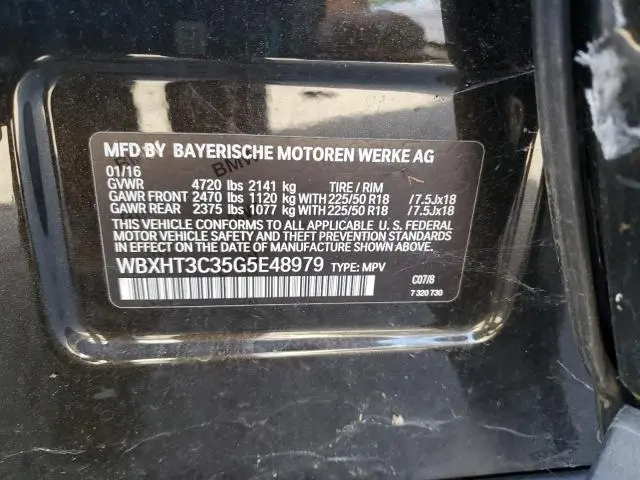 MFD BY BAYERISCHE MOTOREN WERKE AG
01/16
GVWR 4720 lbs 2141 kg TIRE / RIM
GAWR FRONT 2470 lbs 1120 kg WITH 225/50 R18 /7.5Jx18
GAWR REAR 2375 lbs 1077 kg WITH 225/50 R18 /7.5Jx18
THIS VEHICLE CONFORMS TO ALL APPLICABLE U. S. FEDERAL
MOTOR VEHICLE SAFETY, BUMPER, AND THEFT PREVENTION
STANDARDS IN EFFECT ON THE DATE OF MANUFACTURE SHOWN ABOVE.
WBXHT3C35G5E48979 TYPE: MPV
C07/8
7 320 730
BMW